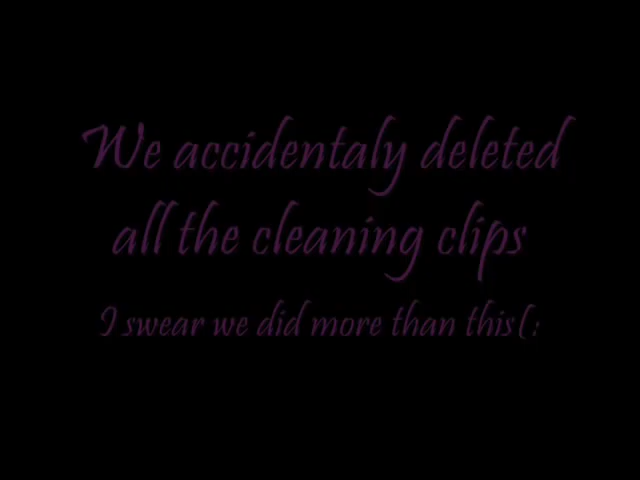 We accidentaly deleted
all the cleaning clips
I swear we did more than this(: